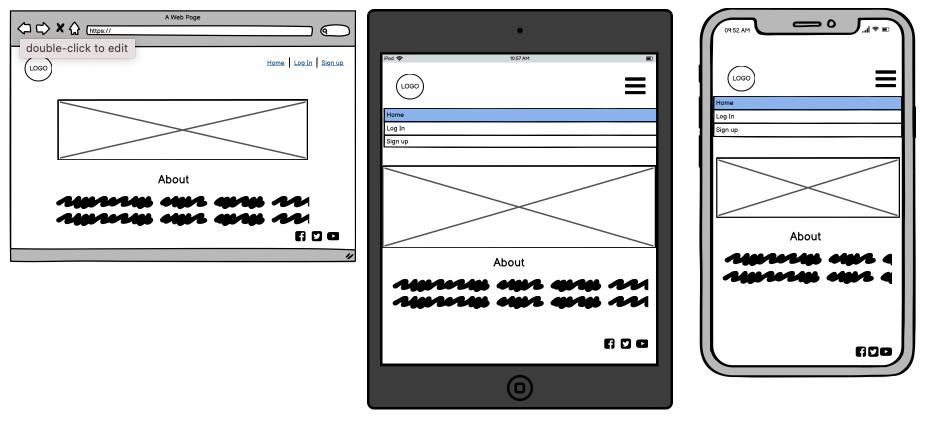 A Web Page
https://
double-click to edit
LOGO
Home | Log In | Sign up
About
iPad
10:57 AM
LOGO
Home
Log In
Sign up
About
09:52 AM
LOGO
Home
Log In
Sign up
About